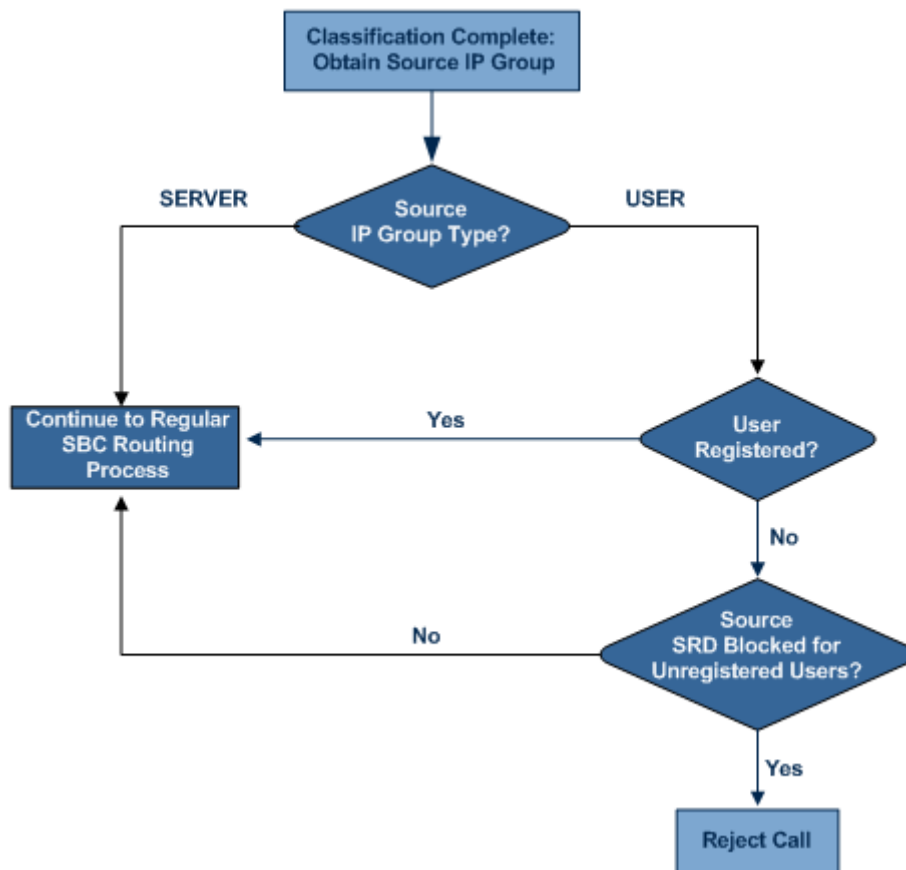 Classification Complete:
Obtain Source IP Group
SERVER
USER
Source
IP Group Type?
Continue to Regular
SBC Routing
Process
Yes
User
Registered?
No
No
Source
SRD Blocked for
Unregistered Users?
Yes
Reject Call